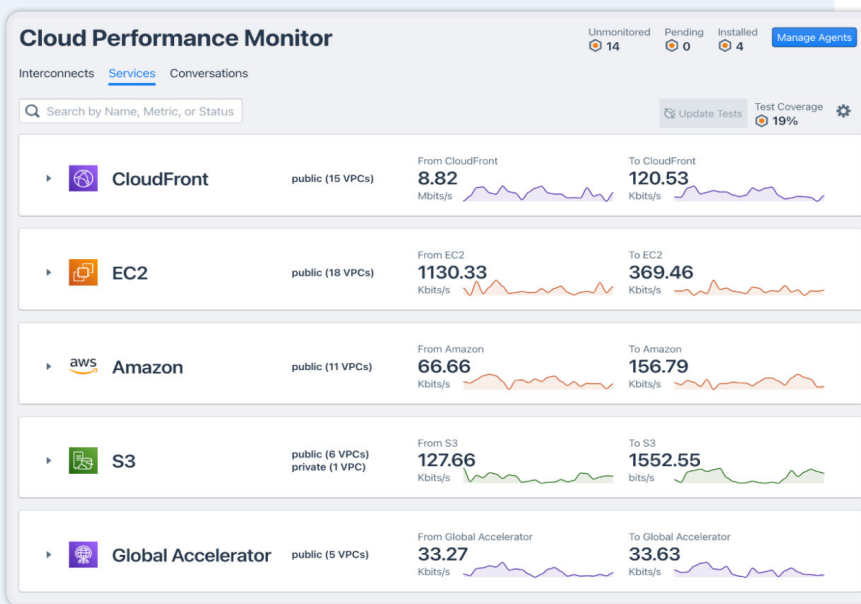 Cloud Performance Monitor
Unmonitored Pending Installed
14 0 4
Manage Agents
Interconnects Services Conversations
Search by Name, Metric, or Status
Update Tests
Test Coverage
19%
CloudFront
public (15 VPCs)
From CloudFront
8.82
Mbits/s
To CloudFront
120.53
Kbits/s
EC2
public (18 VPCs)
From EC2
1130.33
Kbits/s
To EC2
369.46
Kbits/s
aws
Amazon
public (11 VPCs)
From Amazon
66.66
Kbits/s
To Amazon
156.79
Kbits/s
S3
public (6 VPCs)
private (1 VPC)
From S3
127.66
Kbits/s
To S3
1552.55
bits/s
Global Accelerator
public (5 VPCs)
From Global Accelerator
33.27
Kbits/s
To Global Accelerator
33.63
Kbits/s